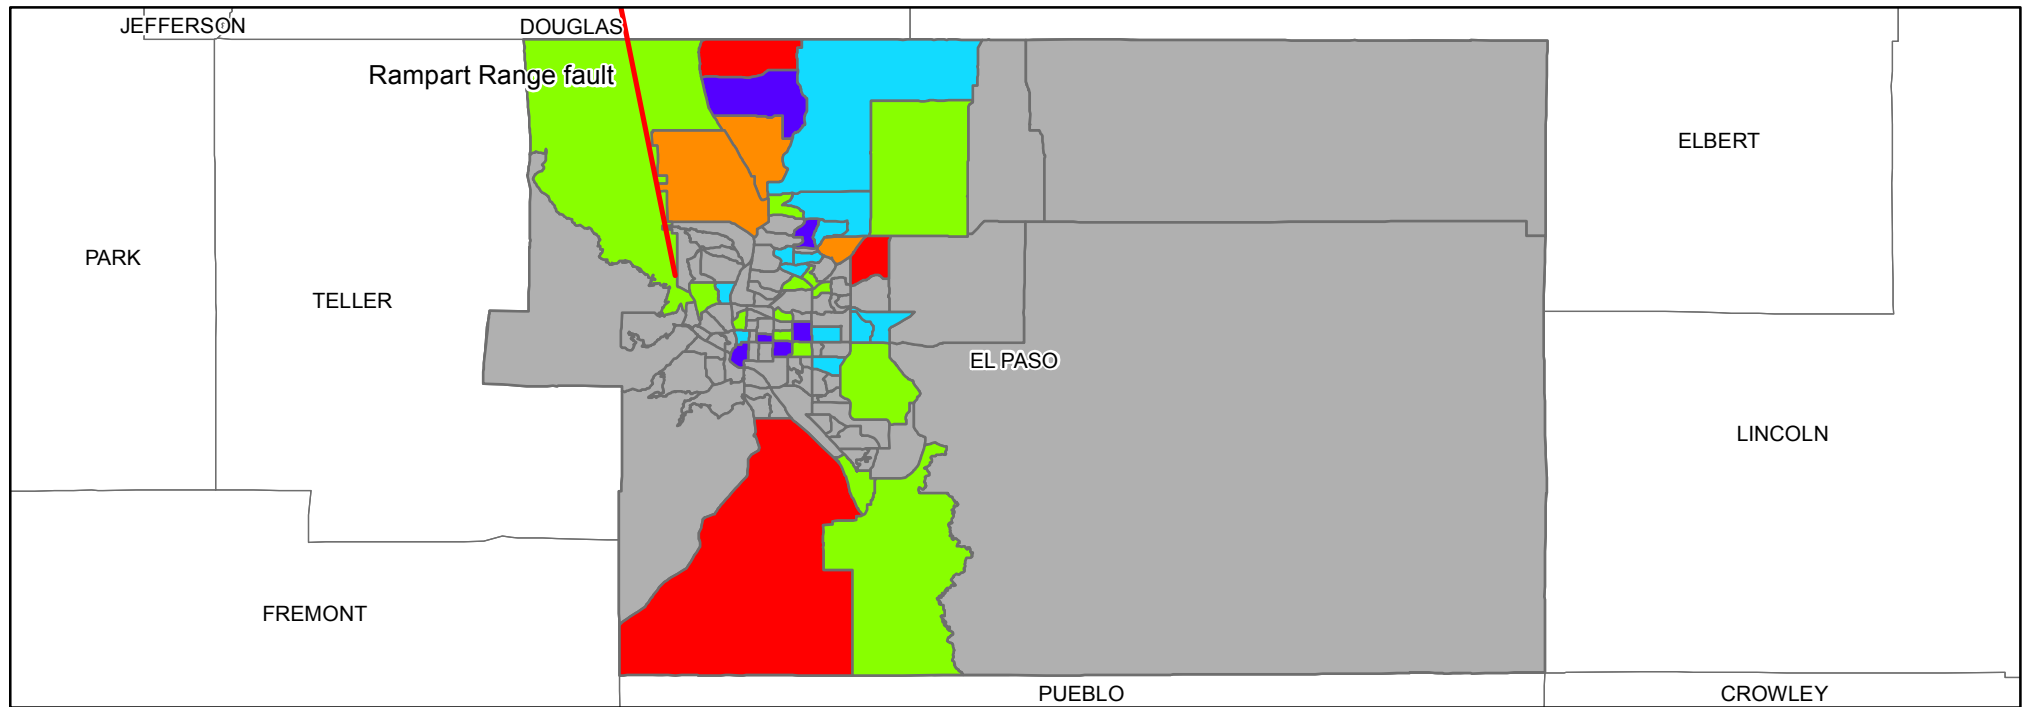 JEFFERSON
DOUGLAS
Rampart Range fault
ELBERT
PARK
TELLER
EL PASO
LINCOLN
FREMONT
PUEBLO
CROWLEY